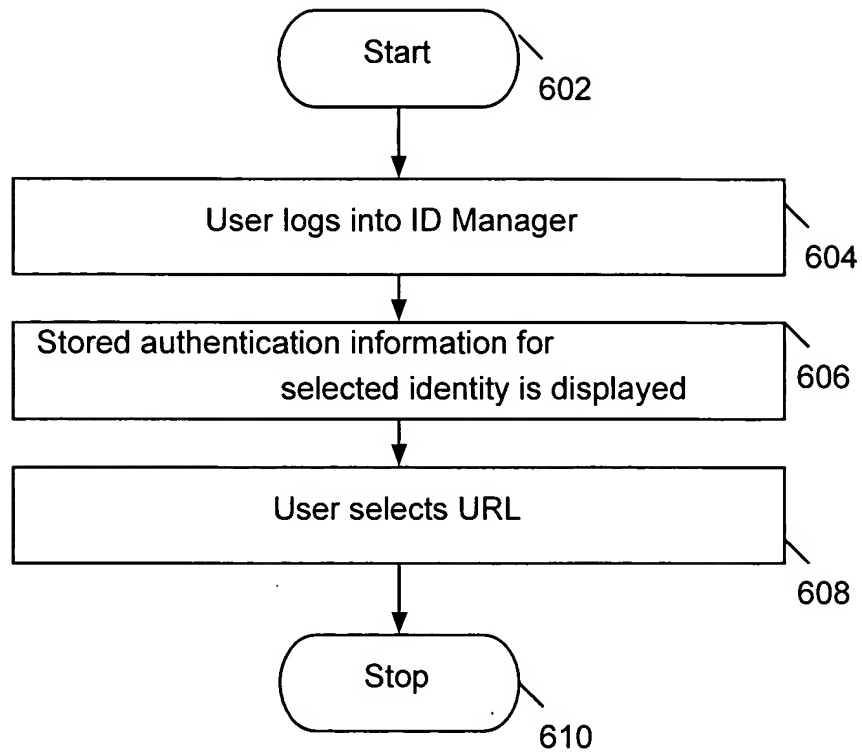 Start
602
User logs into ID Manager
604
Stored authentication information for
selected identity is displayed
606
User selects URL
608
Stop
610